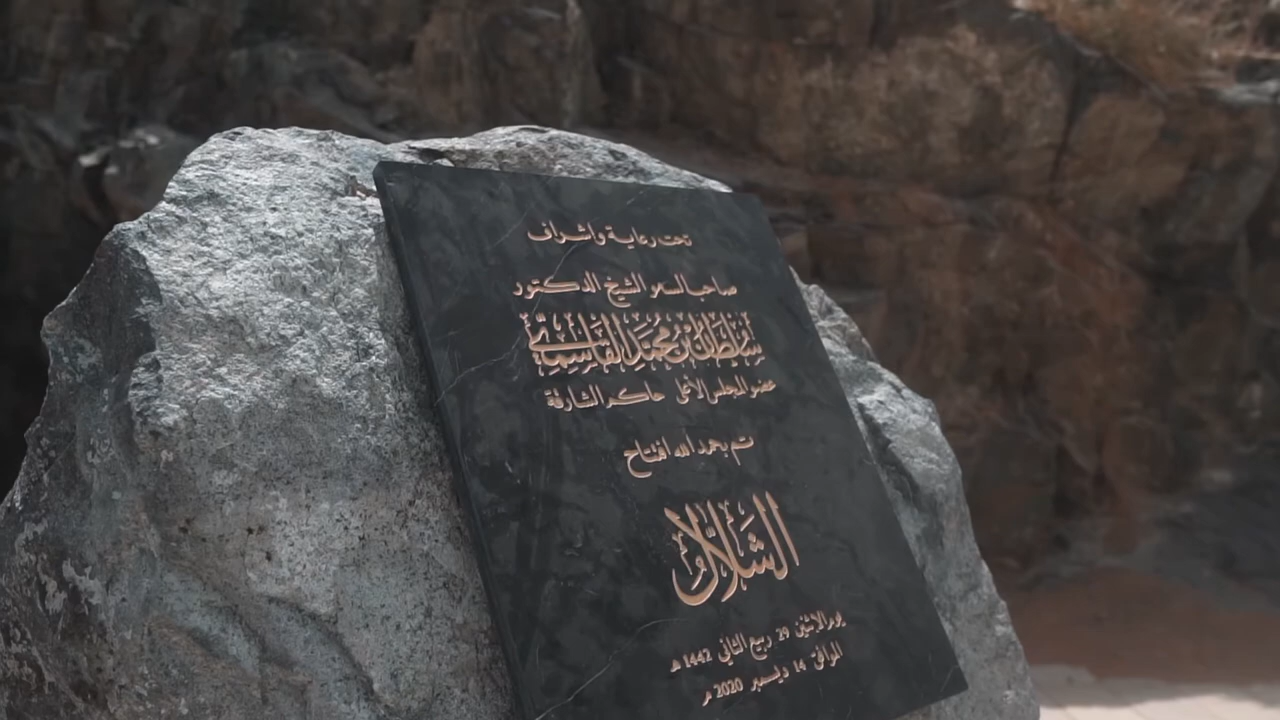 تحت رعاية وإشراف
صاحب السمو الشيخ الدكتور
سلطان بن محمد القاسمي
عضو المجلس الأعلى حاكم الشارقة
تم بحمد الله افتتاح
الشلال
يوم الاثنين 29 ربيع الثاني 1442 هـ
الموافق 14 ديسمبر 2020 م